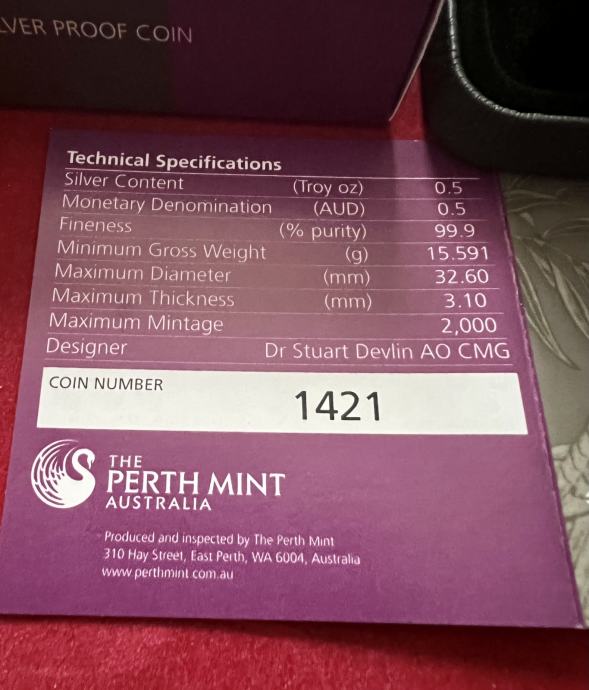 VER PROOF COIN
Technical Specifications
Silver Content (Troy oz) 0.5
Monetary Denomination (AUD) 0.5
Fineness (% purity) 99.9
Minimum Gross Weight (g) 15.591
Maximum Diameter (mm) 32.60
Maximum Thickness (mm) 3.10
Maximum Mintage 2,000
Designer Dr Stuart Devlin AO CMG
COIN NUMBER 1421
THE
PERTH MINT
AUSTRALIA
Produced and inspected by The Perth Mint
310 Hay Street, East Perth, WA 6004, Australia
www.perthmint.com.au